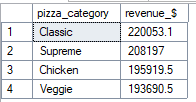 pizza_category revenue_$
1 Classic 220053.1
2 Supreme 208197
3 Chicken 195919.5
4 Veggie 193690.5